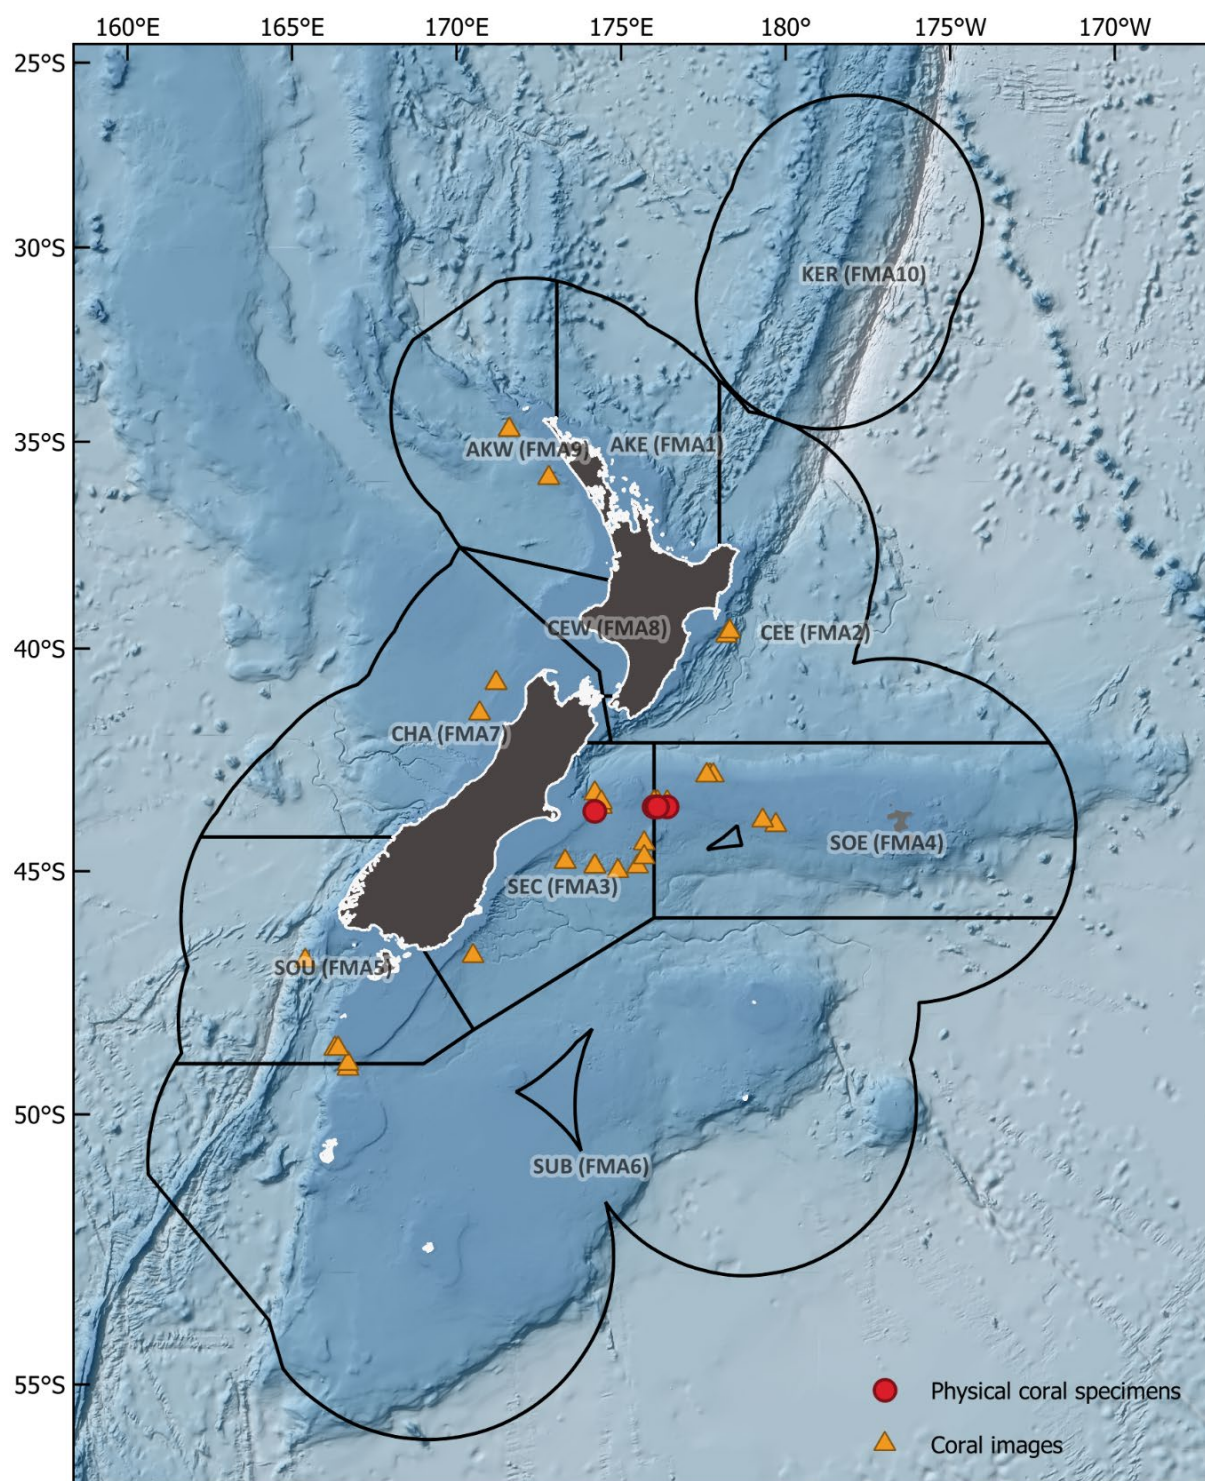 160°E 165°E 170°E 175°E 180° 175°W 170°W
25°S
30°S
35°S
40°S
45°S
50°S
55°S
KER (FMA10)
AKW (FMA9)
AKE (FMA1)
CEW (FMA8)
CEE (FMA2)
CHA (FMA7)
SOE (FMA4)
SEC (FMA3)
SOU (FMA5)
SUB (FMA6)
Physical coral specimens
Coral images